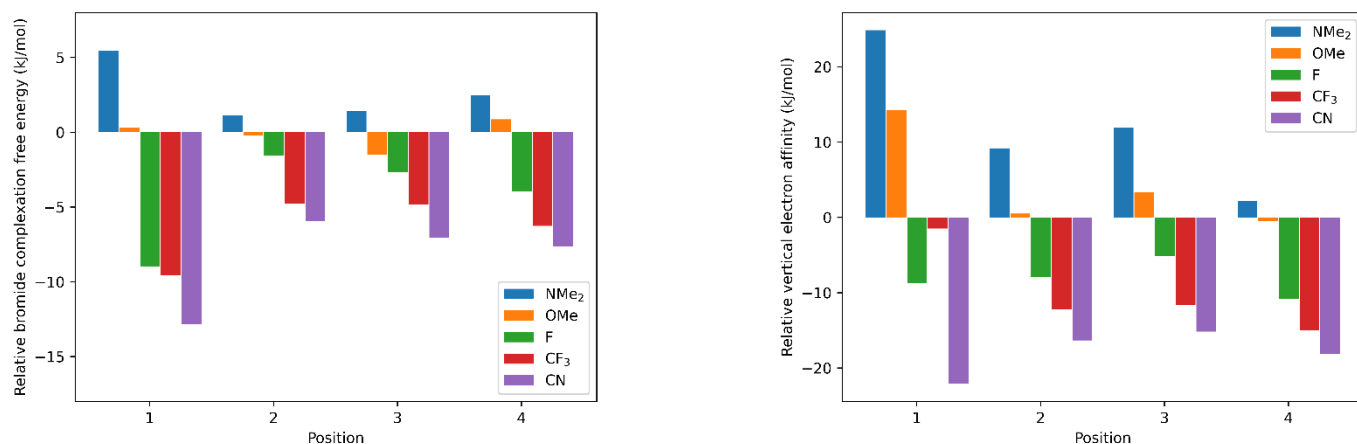 Relative bromide complexation free energy (kJ/mol)
5
0
−5
−10
−15
1 2 3 4
Position
NMe₂
OMe
F
CF₃
CN
Relative vertical electron affinity (kJ/mol)
20
10
0
−10
−20
1 2 3 4
Position
NMe₂
OMe
F
CF₃
CN